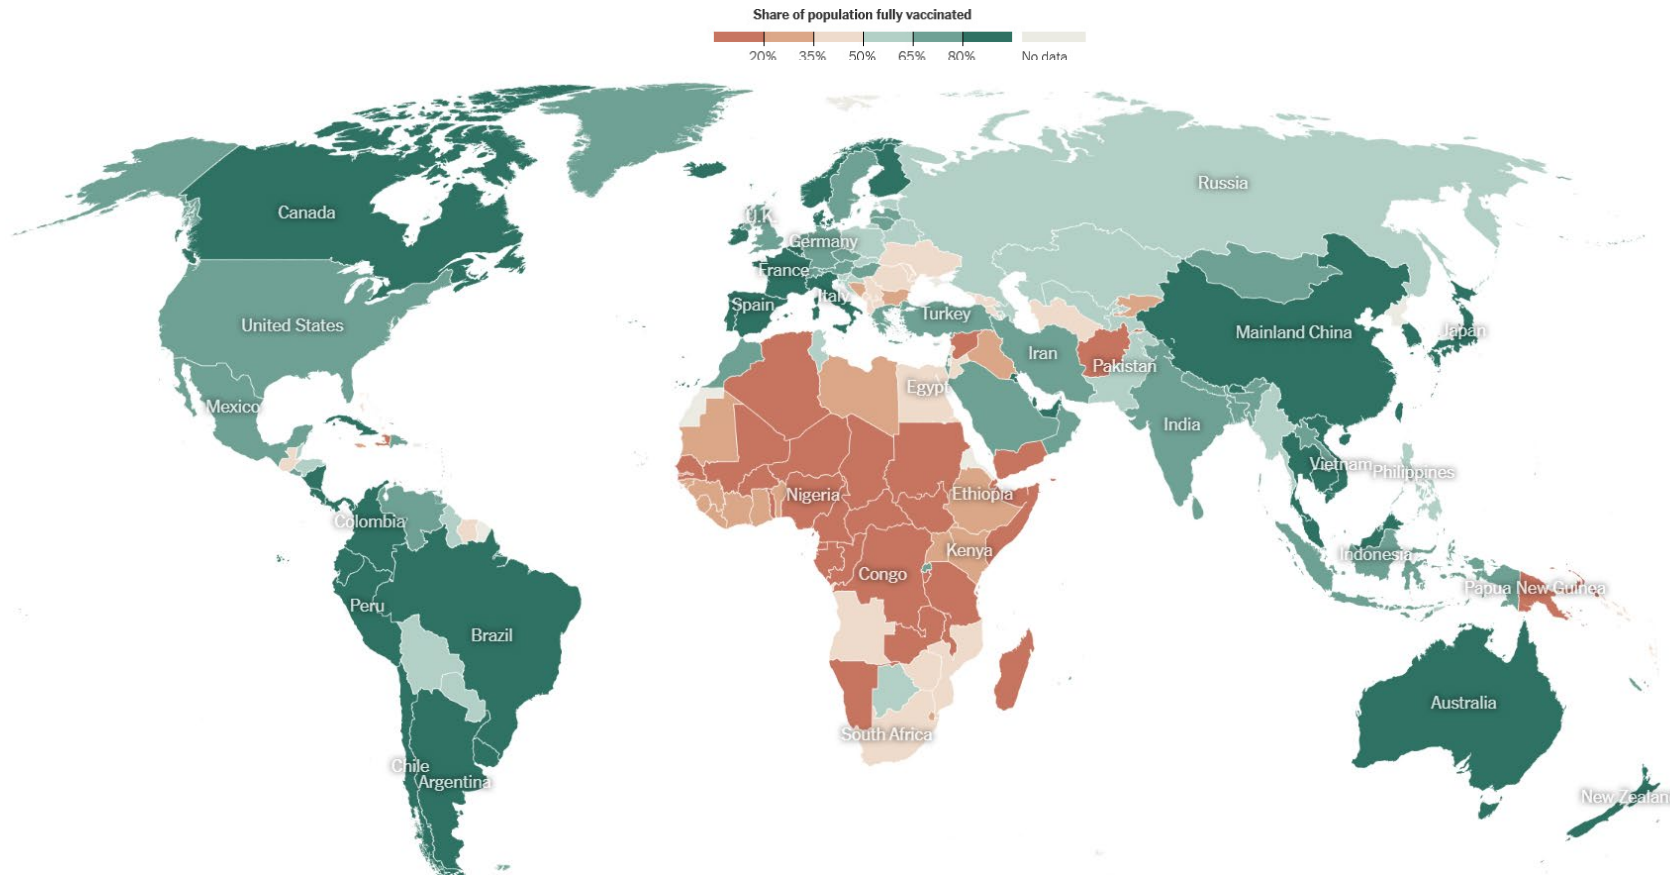 Share of population fully vaccinated
20% 35% 50% 65% 80% No data
Russia
Canada
U.K.
Germany
France
Italy
Spain
Turkey
United States
Mainland China
Japan
Iran
Pakistan
Egypt
Mexico
India
Vietnam
Philippines
Nigeria
Ethiopia
Colombia
Kenya
Indonesia
Congo
Papua New Guinea
Peru
Brazil
Australia
South Africa
Chile
Argentina
New Zealan